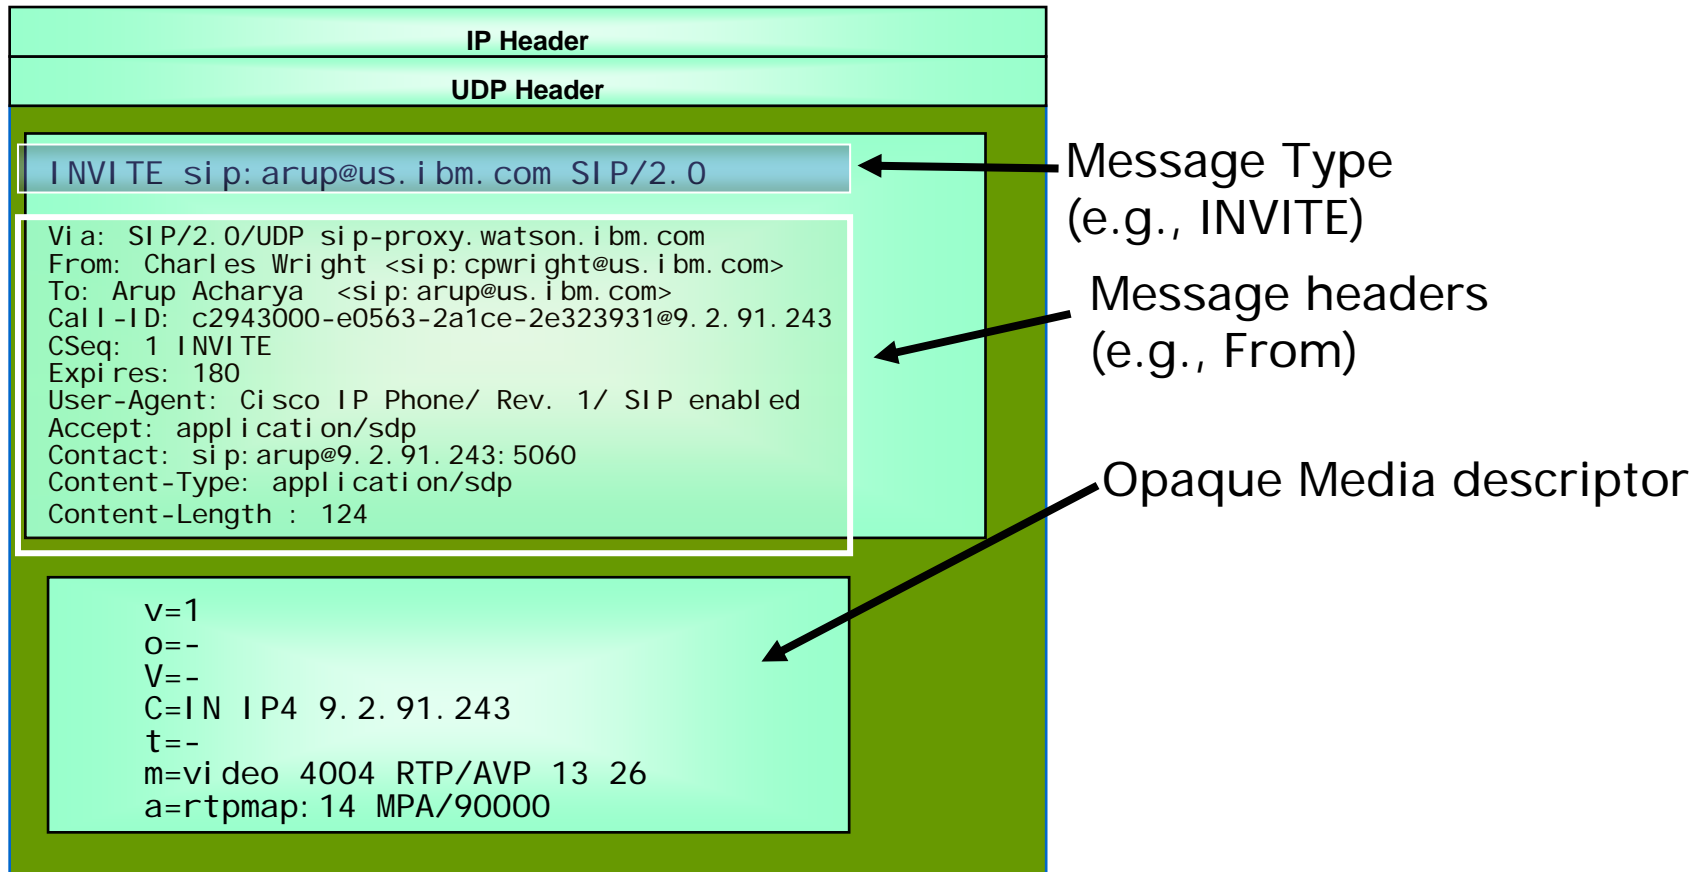 IP Header
UDP Header
INVITE sip:arup@us.ibm.com SIP/2.0
Via: SIP/2.0/UDP sip-proxy.watson.ibm.com
From: Charles Wright <sip:cpwright@us.ibm.com>
To: Arup Acharya <sip:arup@us.ibm.com>
Call-ID: c2943000-e0563-2a1ce-2e323931@9.2.91.243
CSeq: 1 INVITE
Expires: 180
User-Agent: Cisco IP Phone/ Rev. 1/ SIP enabled
Accept: application/sdp
Contact: sip:arup@9.2.91.243:5060
Content-Type: application/sdp
Content-Length : 124
v=1
o=-
V=-
C=IN IP4 9.2.91.243
t=-
m=video 4004 RTP/AVP 13 26
a=rtpmap:14 MPA/90000
Message Type
(e.g., INVITE)
Message headers
(e.g., From)
Opaque Media descriptor